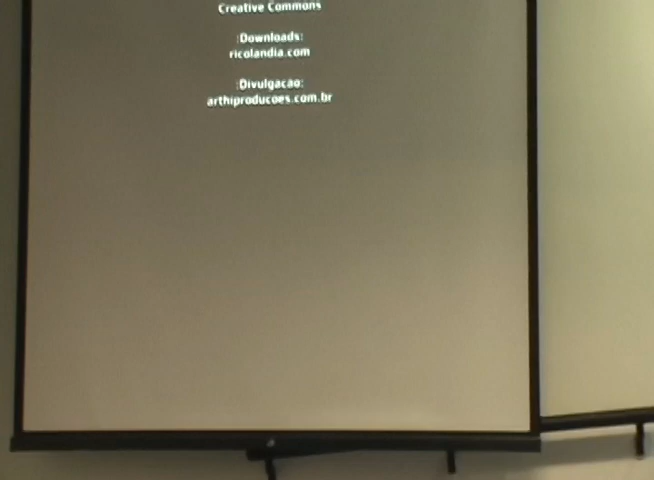 Creative Commons
:Downloads:
ricolandia.com
:Divulgacao:
arthiproducoes.com.br